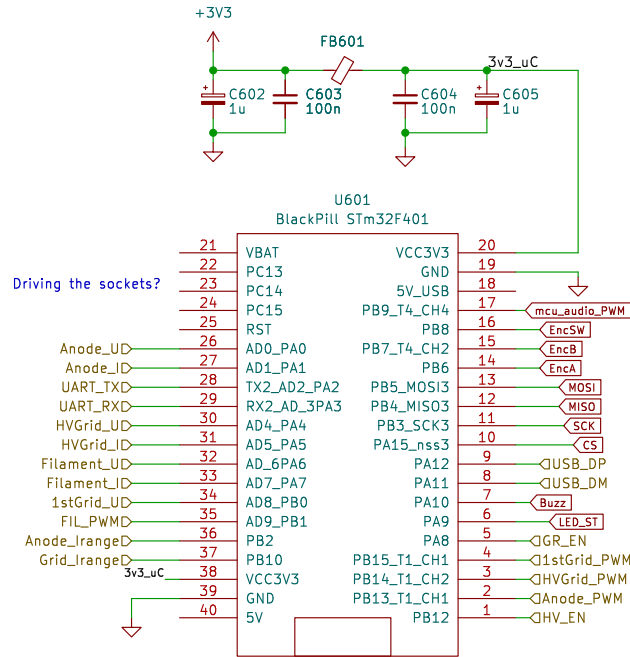 +3V3
FB601
3v3_uC
C602
1u
C603
100n
C604
100n
C605
1u
U601
BlackPill STm32F401
21 VBAT VCC3V3 20
22 PC13 GND 19
Driving the sockets?
23 PC14 5V_USB 18
24 PC15 PB9_T4_CH4 17 mcu_audio_PWM
25 RST PB8 16 EncSW
Anode_U 26 AD0_PA0 PB7_T4_CH2 15 EncB
Anode_I 27 AD1_PA1 PB6 14 EncA
UART_TX 28 TX2_AD2_PA2 PB5_MOSI3 13 MOSI
UART_RX 29 RX2_AD_3PA3 PB4_MISO3 12 MISO
HVGrid_U 30 AD4_PA4 PB3_SCK3 11 SCK
HVGrid_I 31 AD5_PA5 PA15_nss3 10 CS
Filament_U 32 AD_6PA6 PA12 9 USB_DP
Filament_I 33 AD7_PA7 PA11 8 USB_DM
1stGrid_U 34 AD8_PB0 PA10 7 Buzz
FIL_PWM 35 AD9_PB1 PA9 6 LED_ST
Anode_Irange 36 PB2 PA8 5 GR_EN
Grid_Irange 37 PB10 PB15_T1_CH1 4 1stGrid_PWM
3v3_uC 38 VCC3V3 PB14_T1_CH2 3 HVGrid_PWM
39 GND PB13_T1_CH1 2 Anode_PWM
40 5V PB12 1 HV_EN